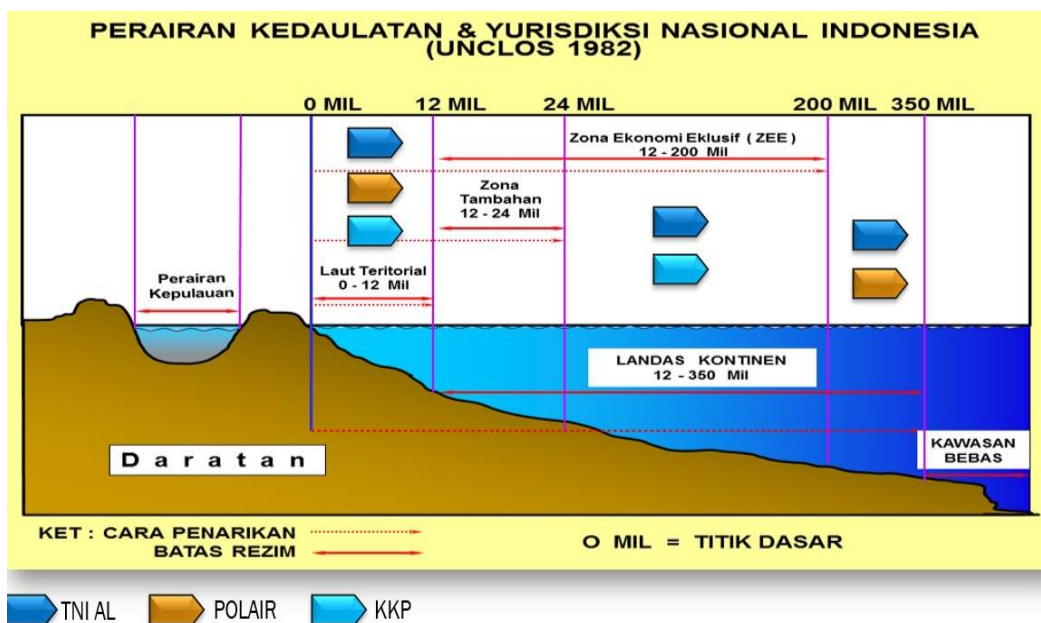 PERAIRAN KEDAULATAN & YURISDIKSI NASIONAL INDONESIA
(UNCLOS 1982)
0 MIL 12 MIL 24 MIL 200 MIL 350 MIL
Zona Ekonomi Eklusif ( ZEE )
12 - 200 Mil
Zona
Tambahan
12 - 24 Mil
Laut Teritorial
0 - 12 Mil
Perairan
Kepulauan
LANDAS KONTINEN
12 - 350 Mil
KAWASAN
BEBAS
Daratan
KET : CARA PENARIKAN
BATAS REZIM
O MIL = TITIK DASAR
TNI AL POLAIR KKP